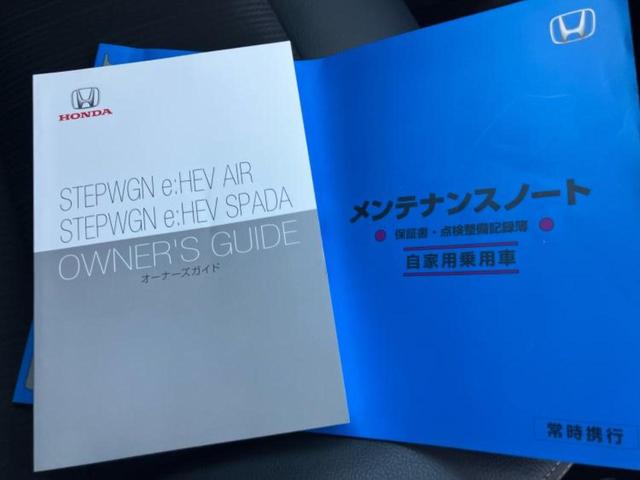 HONDA
STEPWGN e:HEV AIR
STEPWGN e:HEV SPADA
OWNER'S GUIDE
オーナーズガイド
メンテナンスノート
保証書・点検整備記録簿
自家用乗用車
常時携行